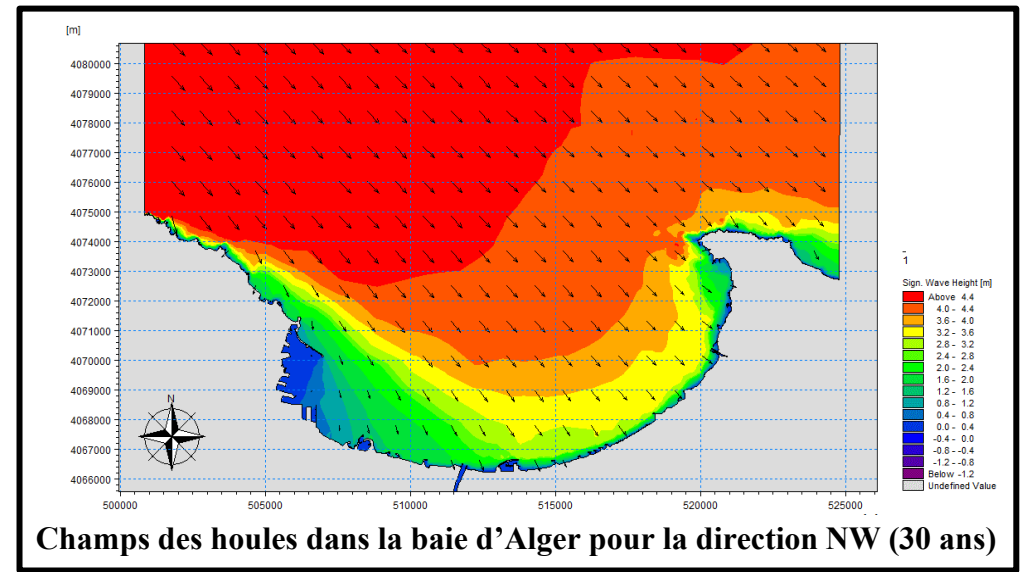 [m]
4080000
4079000
4078000
4077000
4076000
4075000
4074000
4073000
4072000
4071000
4070000
4069000
4068000
4067000
4066000
N
500000 505000 510000 515000 520000 525000
1
Sign. Wave Height [m]
Above 4.4
4.0 - 4.4
3.6 - 4.0
3.2 - 3.6
2.8 - 3.2
2.4 - 2.8
2.0 - 2.4
1.6 - 2.0
1.2 - 1.6
0.8 - 1.2
0.4 - 0.8
0.0 - 0.4
-0.4 - 0.0
-0.8 - -0.4
-1.2 - -0.8
Below -1.2
Undefined Value
Champs des houles dans la baie d’Alger pour la direction NW (30 ans)